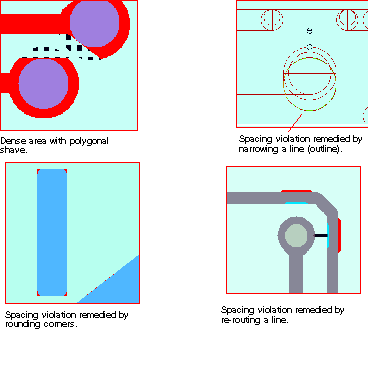 Dense area with polygonal
shave.
Spacing violation remedied by
narrowing a line (outline).
Spacing violation remedied by
rounding corners.
Spacing violation remedied by
re-routing a line.